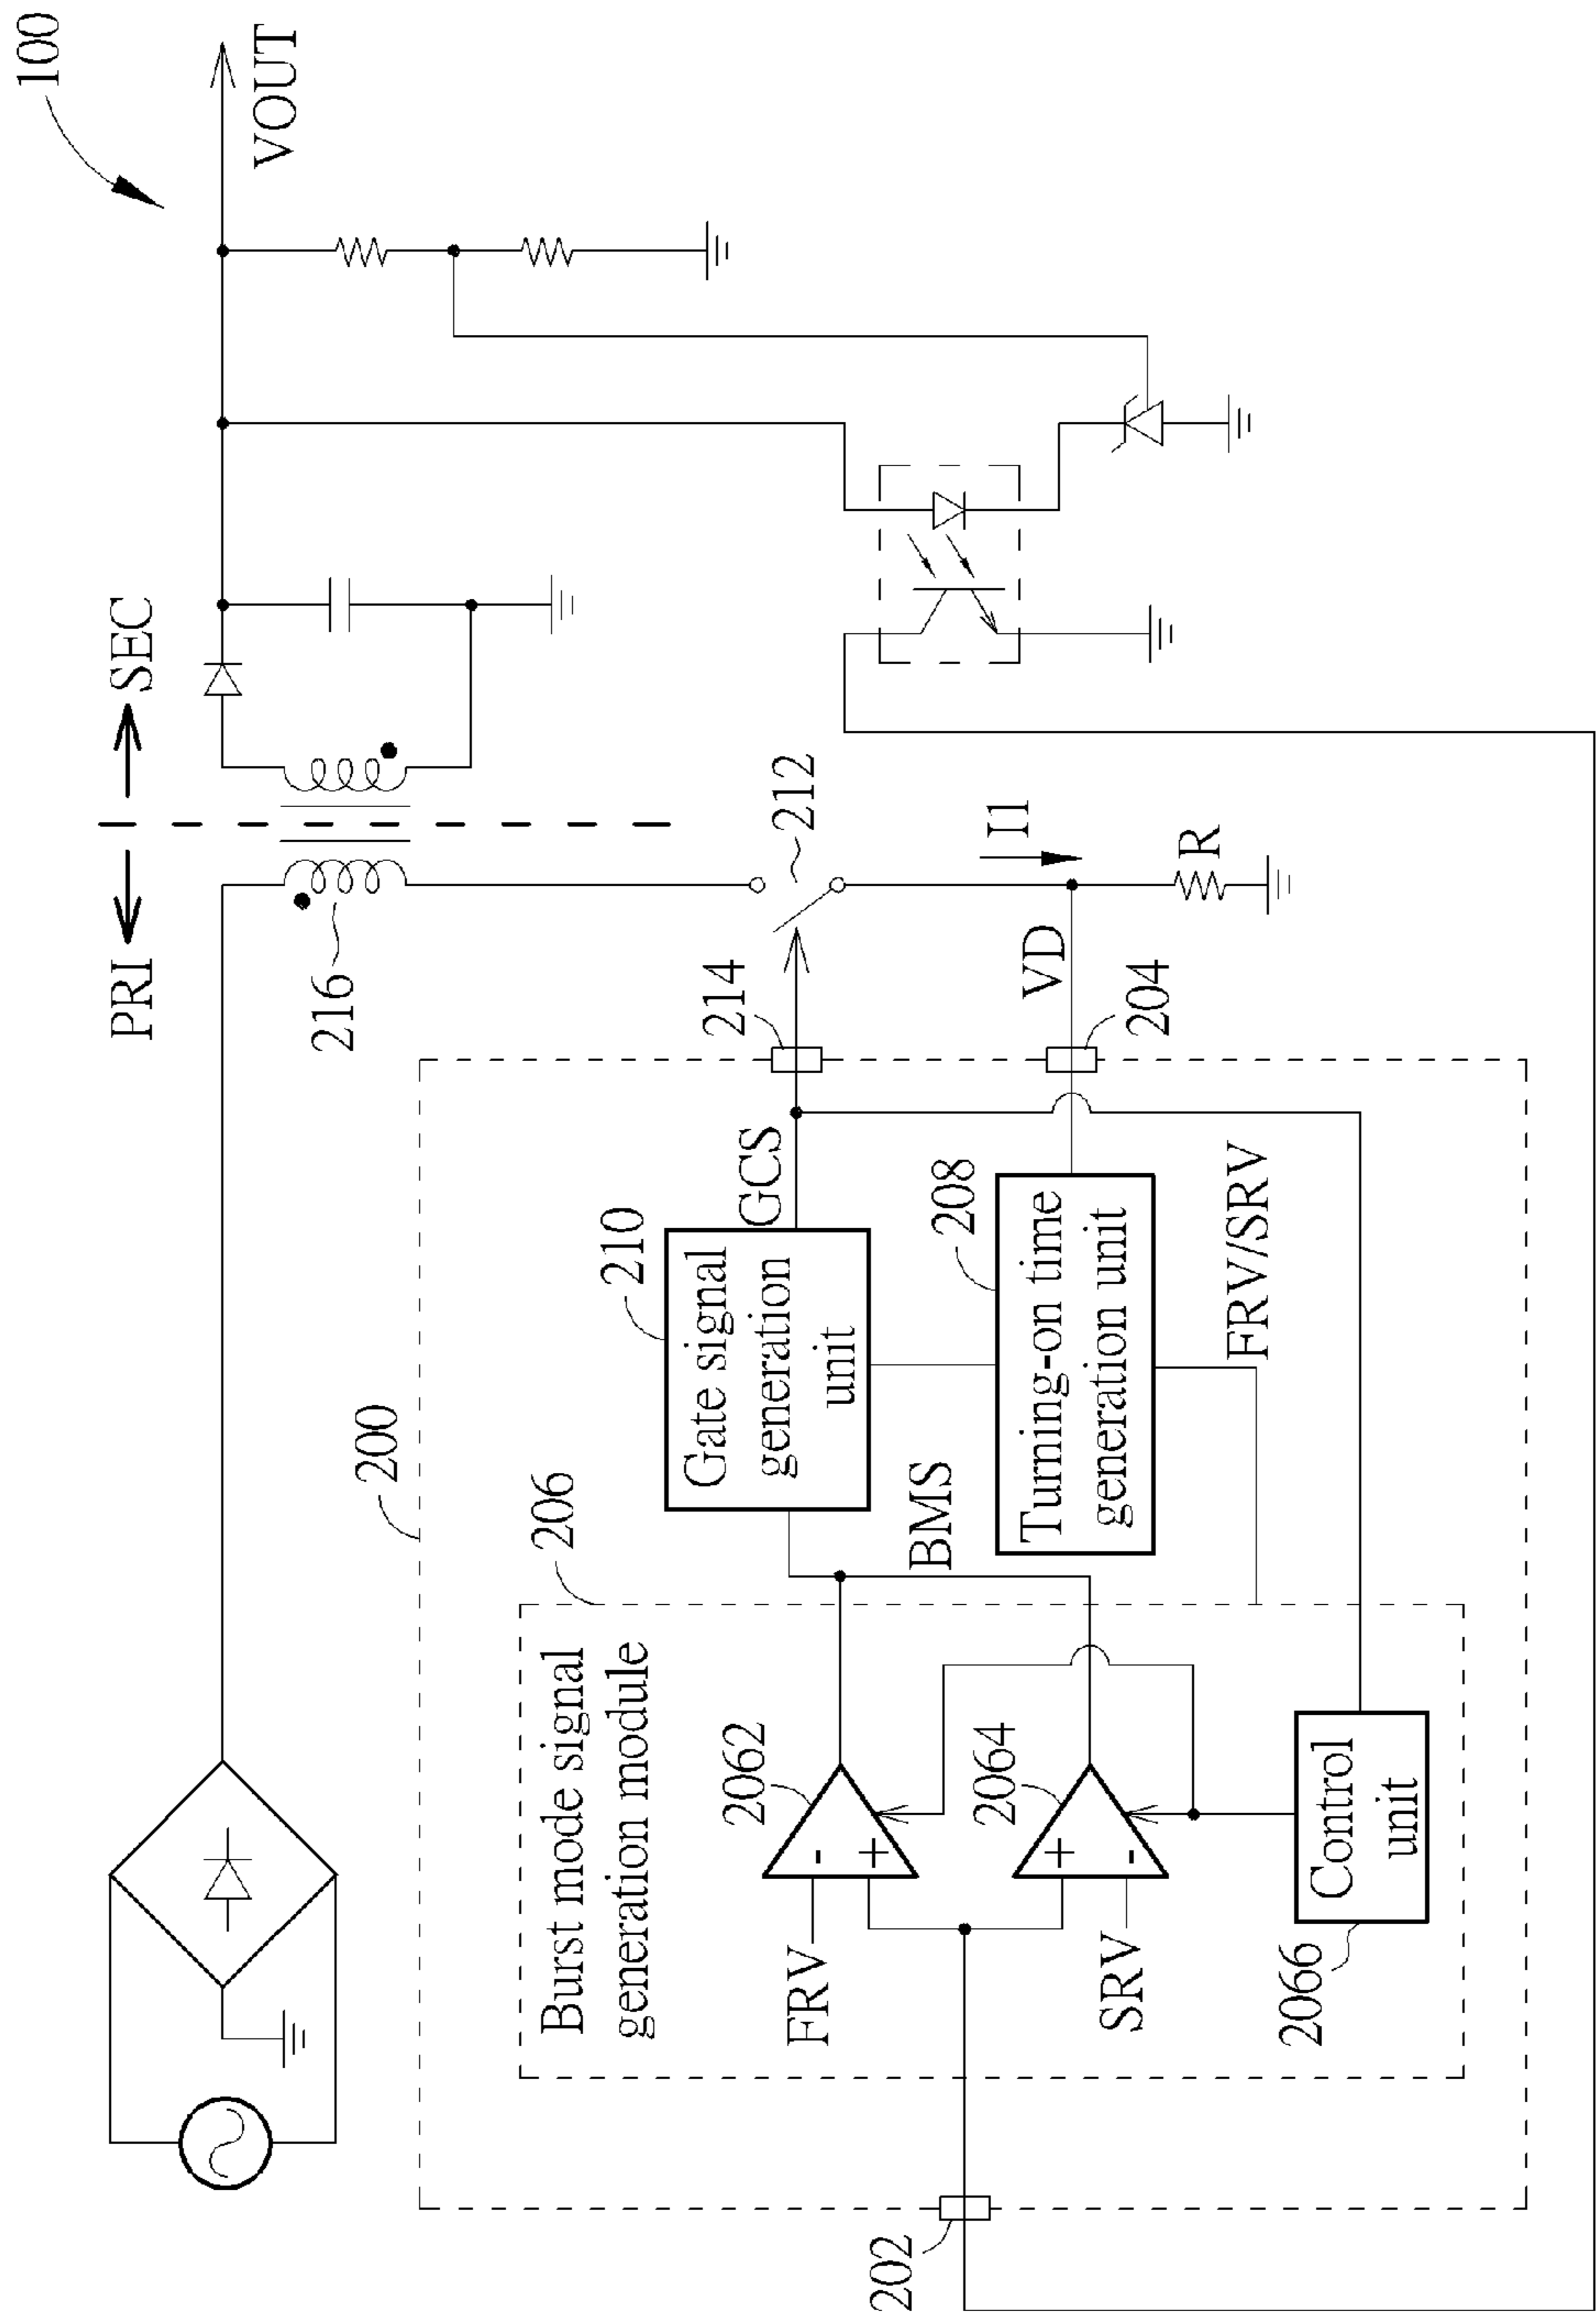 100
PRI
SEC
VOUT
216
200
212
214
I1
210
206
Burst mode signal
generation module
Gate signal
generation
unit
GCS
2062
FRV
-
+
BMS
208
VD
R
204
Turning-on time
generation unit
202
2064
+
-
SRV
FRV/SRV
Control
unit
2066